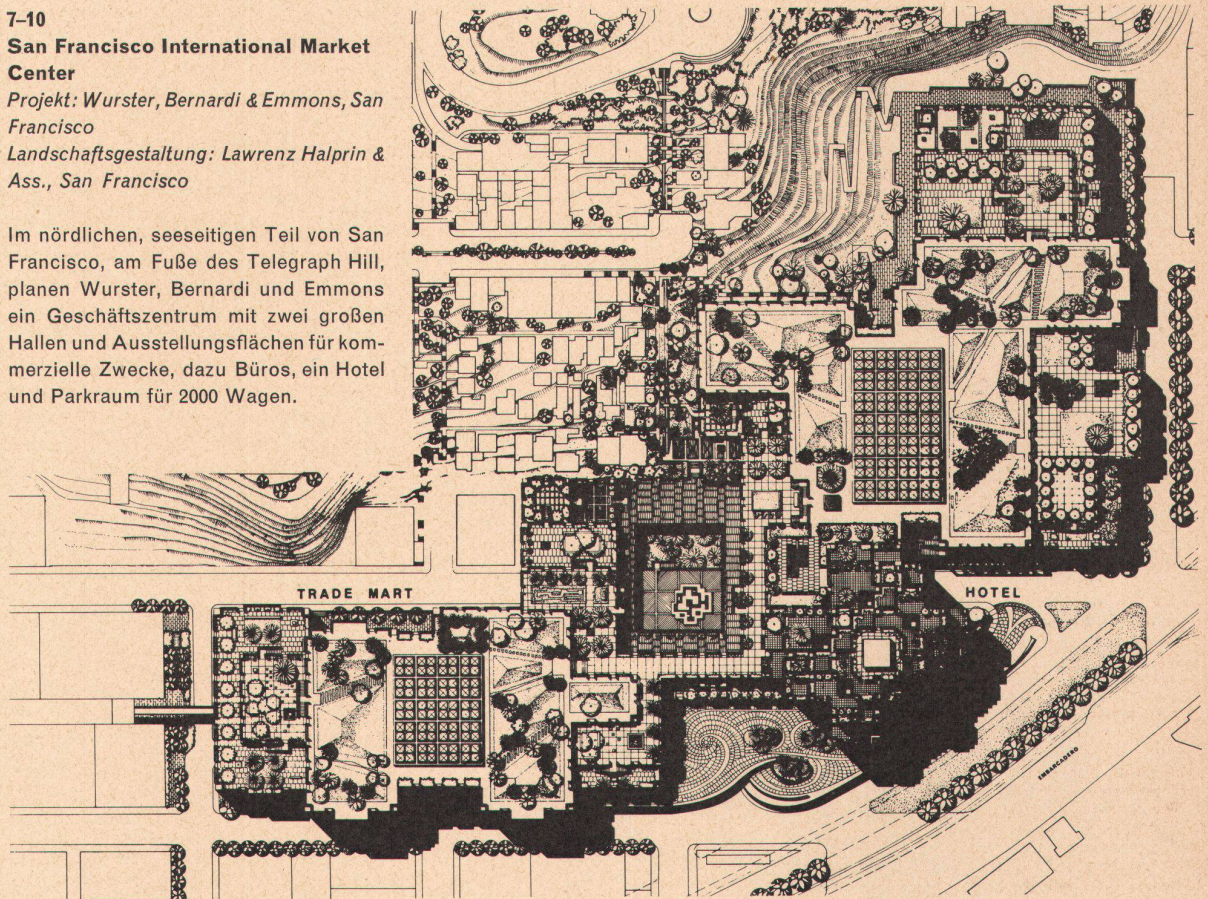 7–10
San Francisco International Market
Center
Projekt: Wurster, Bernardi & Emmons, San
Francisco
Landschaftsgestaltung: Lawrenz Halprin &
Ass., San Francisco
Im nördlichen, seeseitigen Teil von San
Francisco, am Fuße des Telegraph Hill,
planen Wurster, Bernardi und Emmons
ein Geschäftszentrum mit zwei großen
Hallen und Ausstellungsflächen für kom-
merzielle Zwecke, dazu Büros, ein Hotel
und Parkraum für 2000 Wagen.
TRADE MART
HOTEL
EMBARCADERO